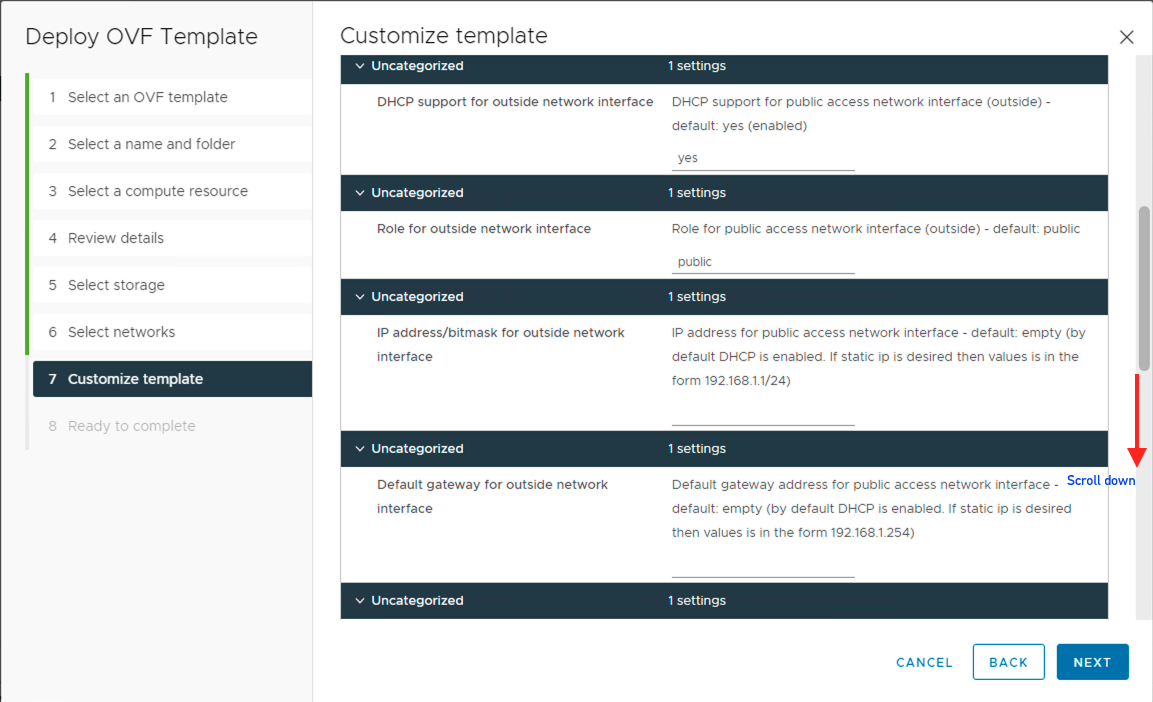 Deploy OVF Template
1 Select an OVF template
2 Select a name and folder
3 Select a compute resource
4 Review details
5 Select storage
6 Select networks
7 Customize template
8 Ready to complete
Customize template
Uncategorized 1 settings
DHCP support for outside network interface
DHCP support for public access network interface (outside) -
default: yes (enabled)
yes
Uncategorized 1 settings
Role for outside network interface
Role for public access network interface (outside) - default: public
public
Uncategorized 1 settings
IP address/bitmask for outside network
interface
IP address for public access network interface - default: empty (by
default DHCP is enabled. If static ip is desired then values is in the
form 192.168.1.1/24)
Uncategorized 1 settings
Default gateway for outside network
interface
Default gateway address for public access network interface -
default: empty (by default DHCP is enabled. If static ip is desired
then values is in the form 192.168.1.254)
Scroll down
Uncategorized 1 settings
CANCEL BACK NEXT